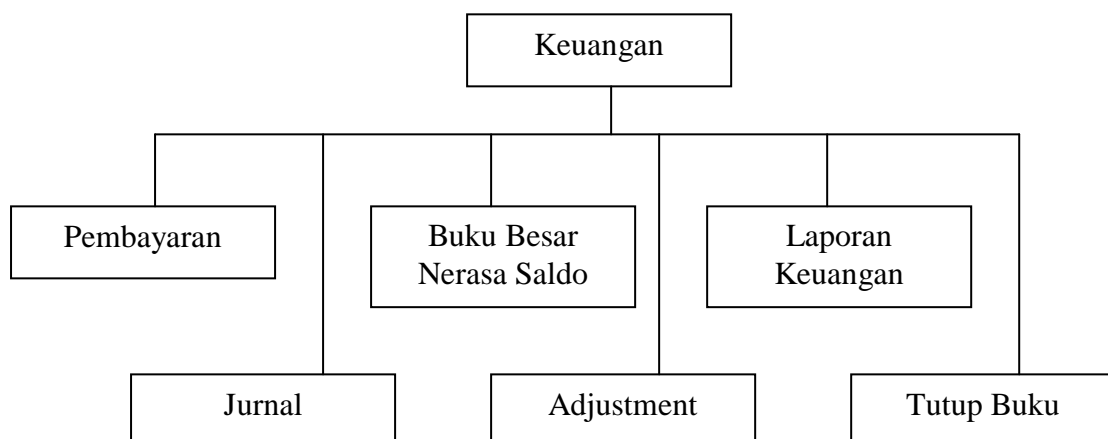 Keuangan
Pembayaran
Buku Besar
Nerasa Saldo
Laporan
Keuangan
Jurnal
Adjustment
Tutup Buku